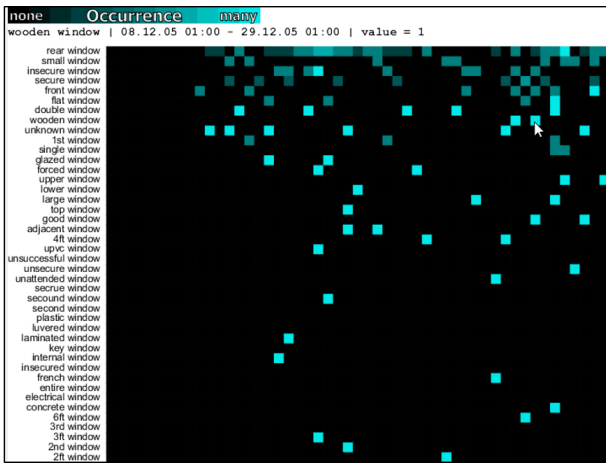 none Occurrence many
wooden window | 08.12.05 01:00 - 29.12.05 01:00 | value = 1
rear window
small window
insecure window
secure window
front window
flat window
double window
wooden window
unknown window
1st window
single window
glazed window
forced window
upper window
lower window
large window
top window
good window
adjacent window
4ft window
upvc window
unsuccessful window
unsecure window
unattended window
secrue window
secound window
second window
plastic window
luvered window
laminated window
key window
internal window
insecured window
french window
entire window
electrical window
concrete window
6ft window
3rd window
3ft window
2nd window
2ft window